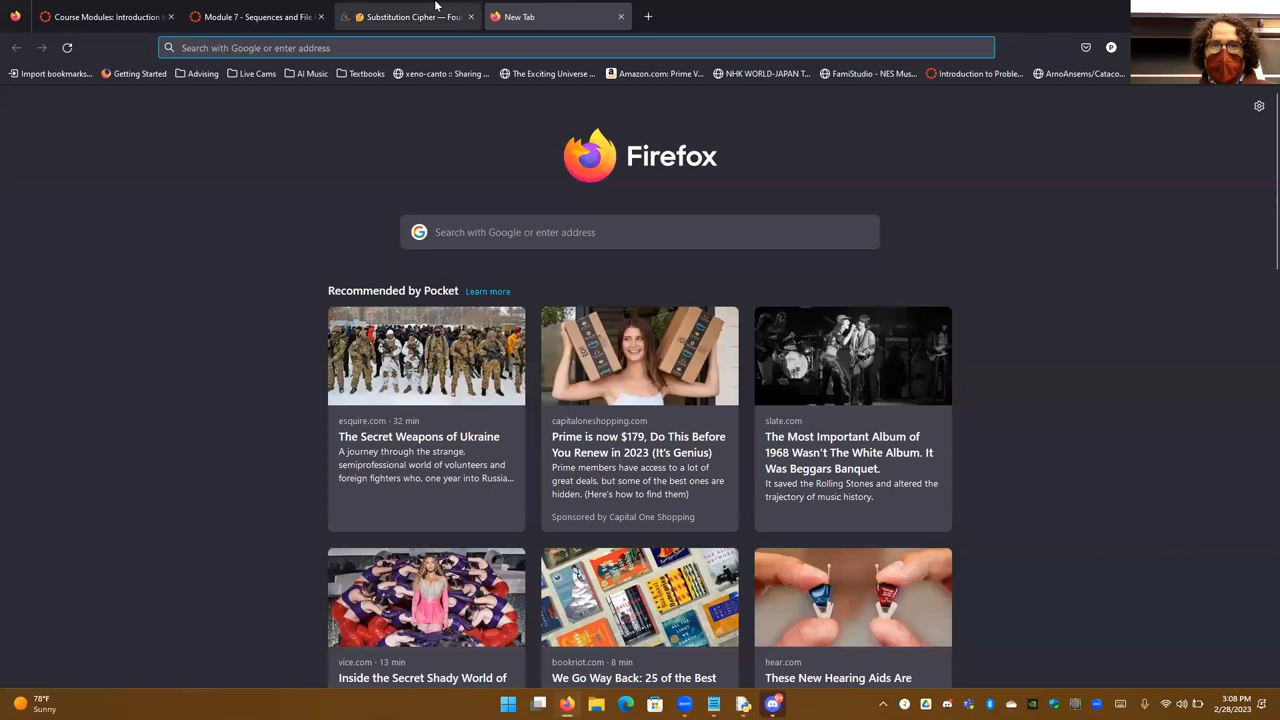 Course Modules: Introduction t
Module 7 - Sequences and File
Substitution Cipher — Fou
New Tab
Search with Google or enter address
Import bookmarks...
Getting Started
Advising
Live Cams
AI Music
Textbooks
xeno-canto :: Sharing ...
The Exciting Universe ...
Amazon.com: Prime V...
NHK WORLD-JAPAN T...
FamiStudio - NES Mus...
Introduction to Proble...
ArnoAnsems/Cataco...
Firefox
Search with Google or enter address
Recommended by Pocket
Learn more
esquire.com · 32 min
The Secret Weapons of Ukraine
A journey through the strange,
semiprofessional world of volunteers and
foreign fighters who, one year into Russia...
capitaloneshopping.com
Prime is now $179, Do This Before
You Renew in 2023 (It's Genius)
Prime members have access to a lot of
great deals, but some of the best ones are
hidden. (Here's how to find them)
Sponsored by Capital One Shopping
slate.com
The Most Important Album of
1968 Wasn't The White Album. It
Was Beggars Banquet.
It saved the Rolling Stones and altered the
trajectory of music history.
vice.com · 13 min
Inside the Secret Shady World of
bookriot.com · 8 min
We Go Way Back: 25 of the Best
hear.com
These New Hearing Aids Are
78°F
Sunny
3:08 PM
2/28/2023